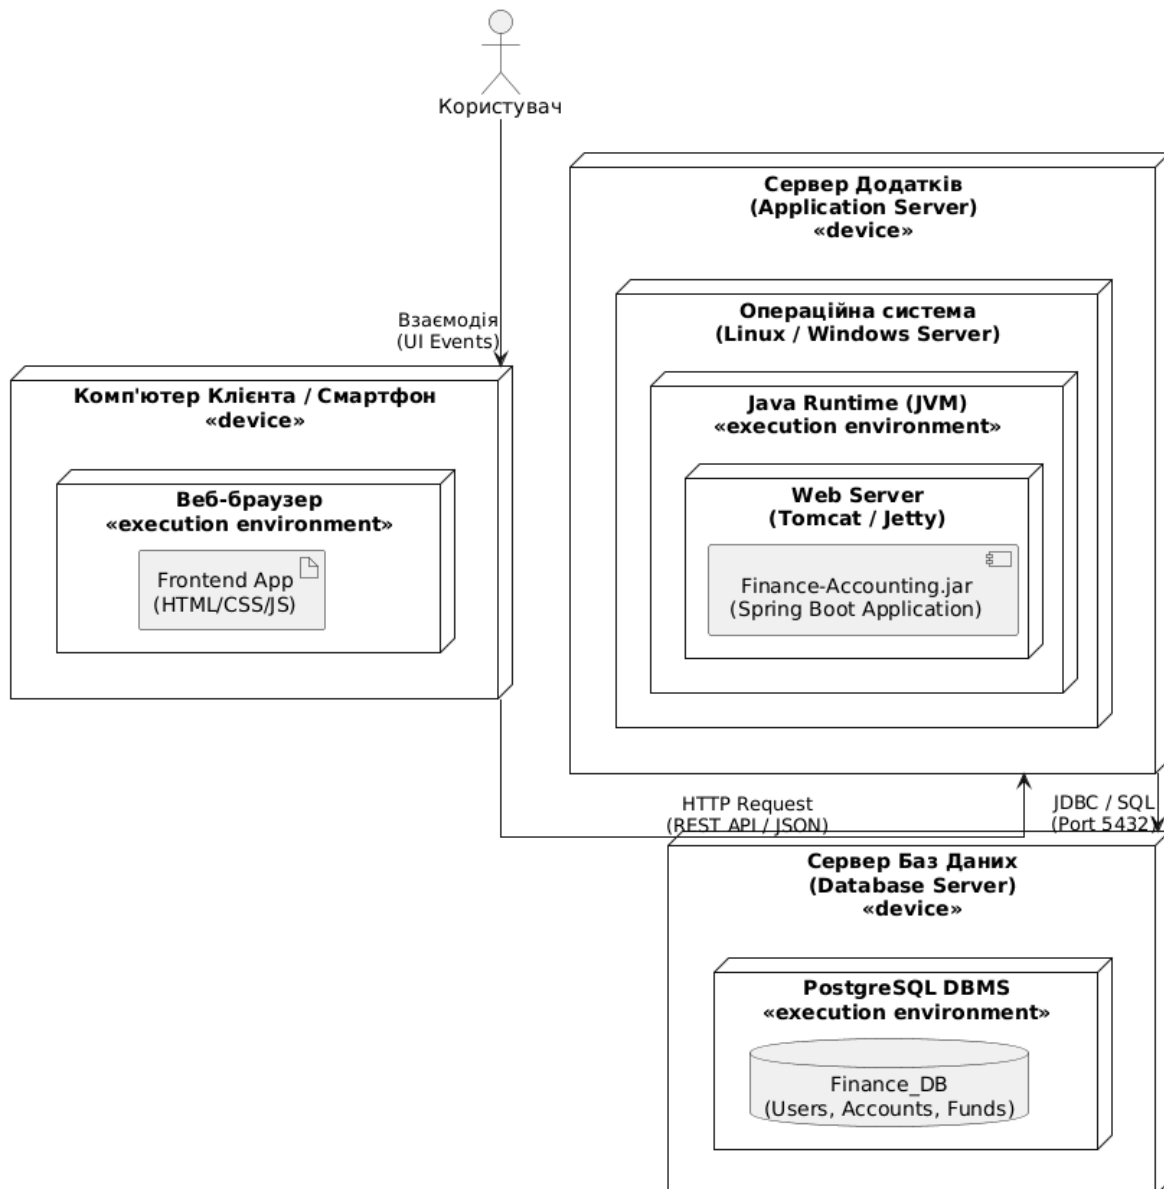 Користувач
Взаємодія
(UI Events)
Комп'ютер Клієнта / Смартфон
«device»
Веб-браузер
«execution environment»
Frontend App
(HTML/CSS/JS)
Сервер Додатків
(Application Server)
«device»
Операційна система
(Linux / Windows Server)
Java Runtime (JVM)
«execution environment»
Web Server
(Tomcat / Jetty)
Finance-Accounting.jar
(Spring Boot Application)
HTTP Request
(REST API / JSON)
JDBC / SQL
(Port 5432)
Сервер Баз Даних
(Database Server)
«device»
PostgreSQL DBMS
«execution environment»
Finance_DB
(Users, Accounts, Funds)